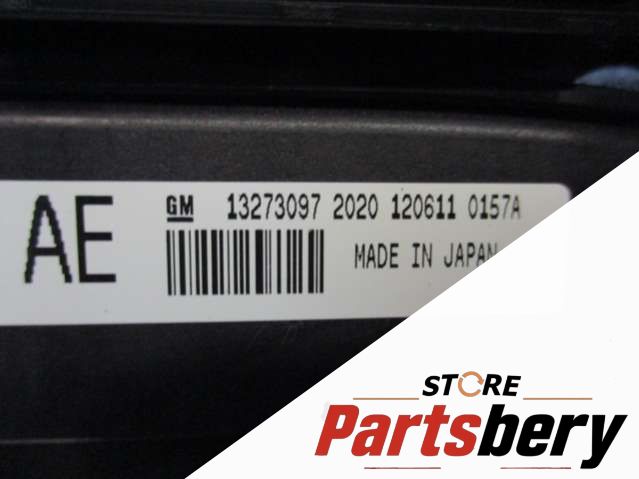 AE
GM 13273097 2020 120611 0157A
MADE IN JAPAN
STORE
Partsbery